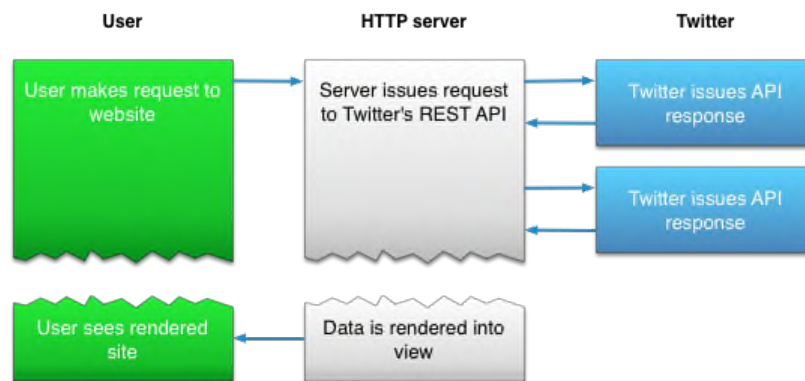 User
HTTP server
Twitter
User makes request to
website
Server issues request
to Twitter's REST API
Twitter issues API
response
Twitter issues API
response
User sees rendered
site
Data is rendered into
view